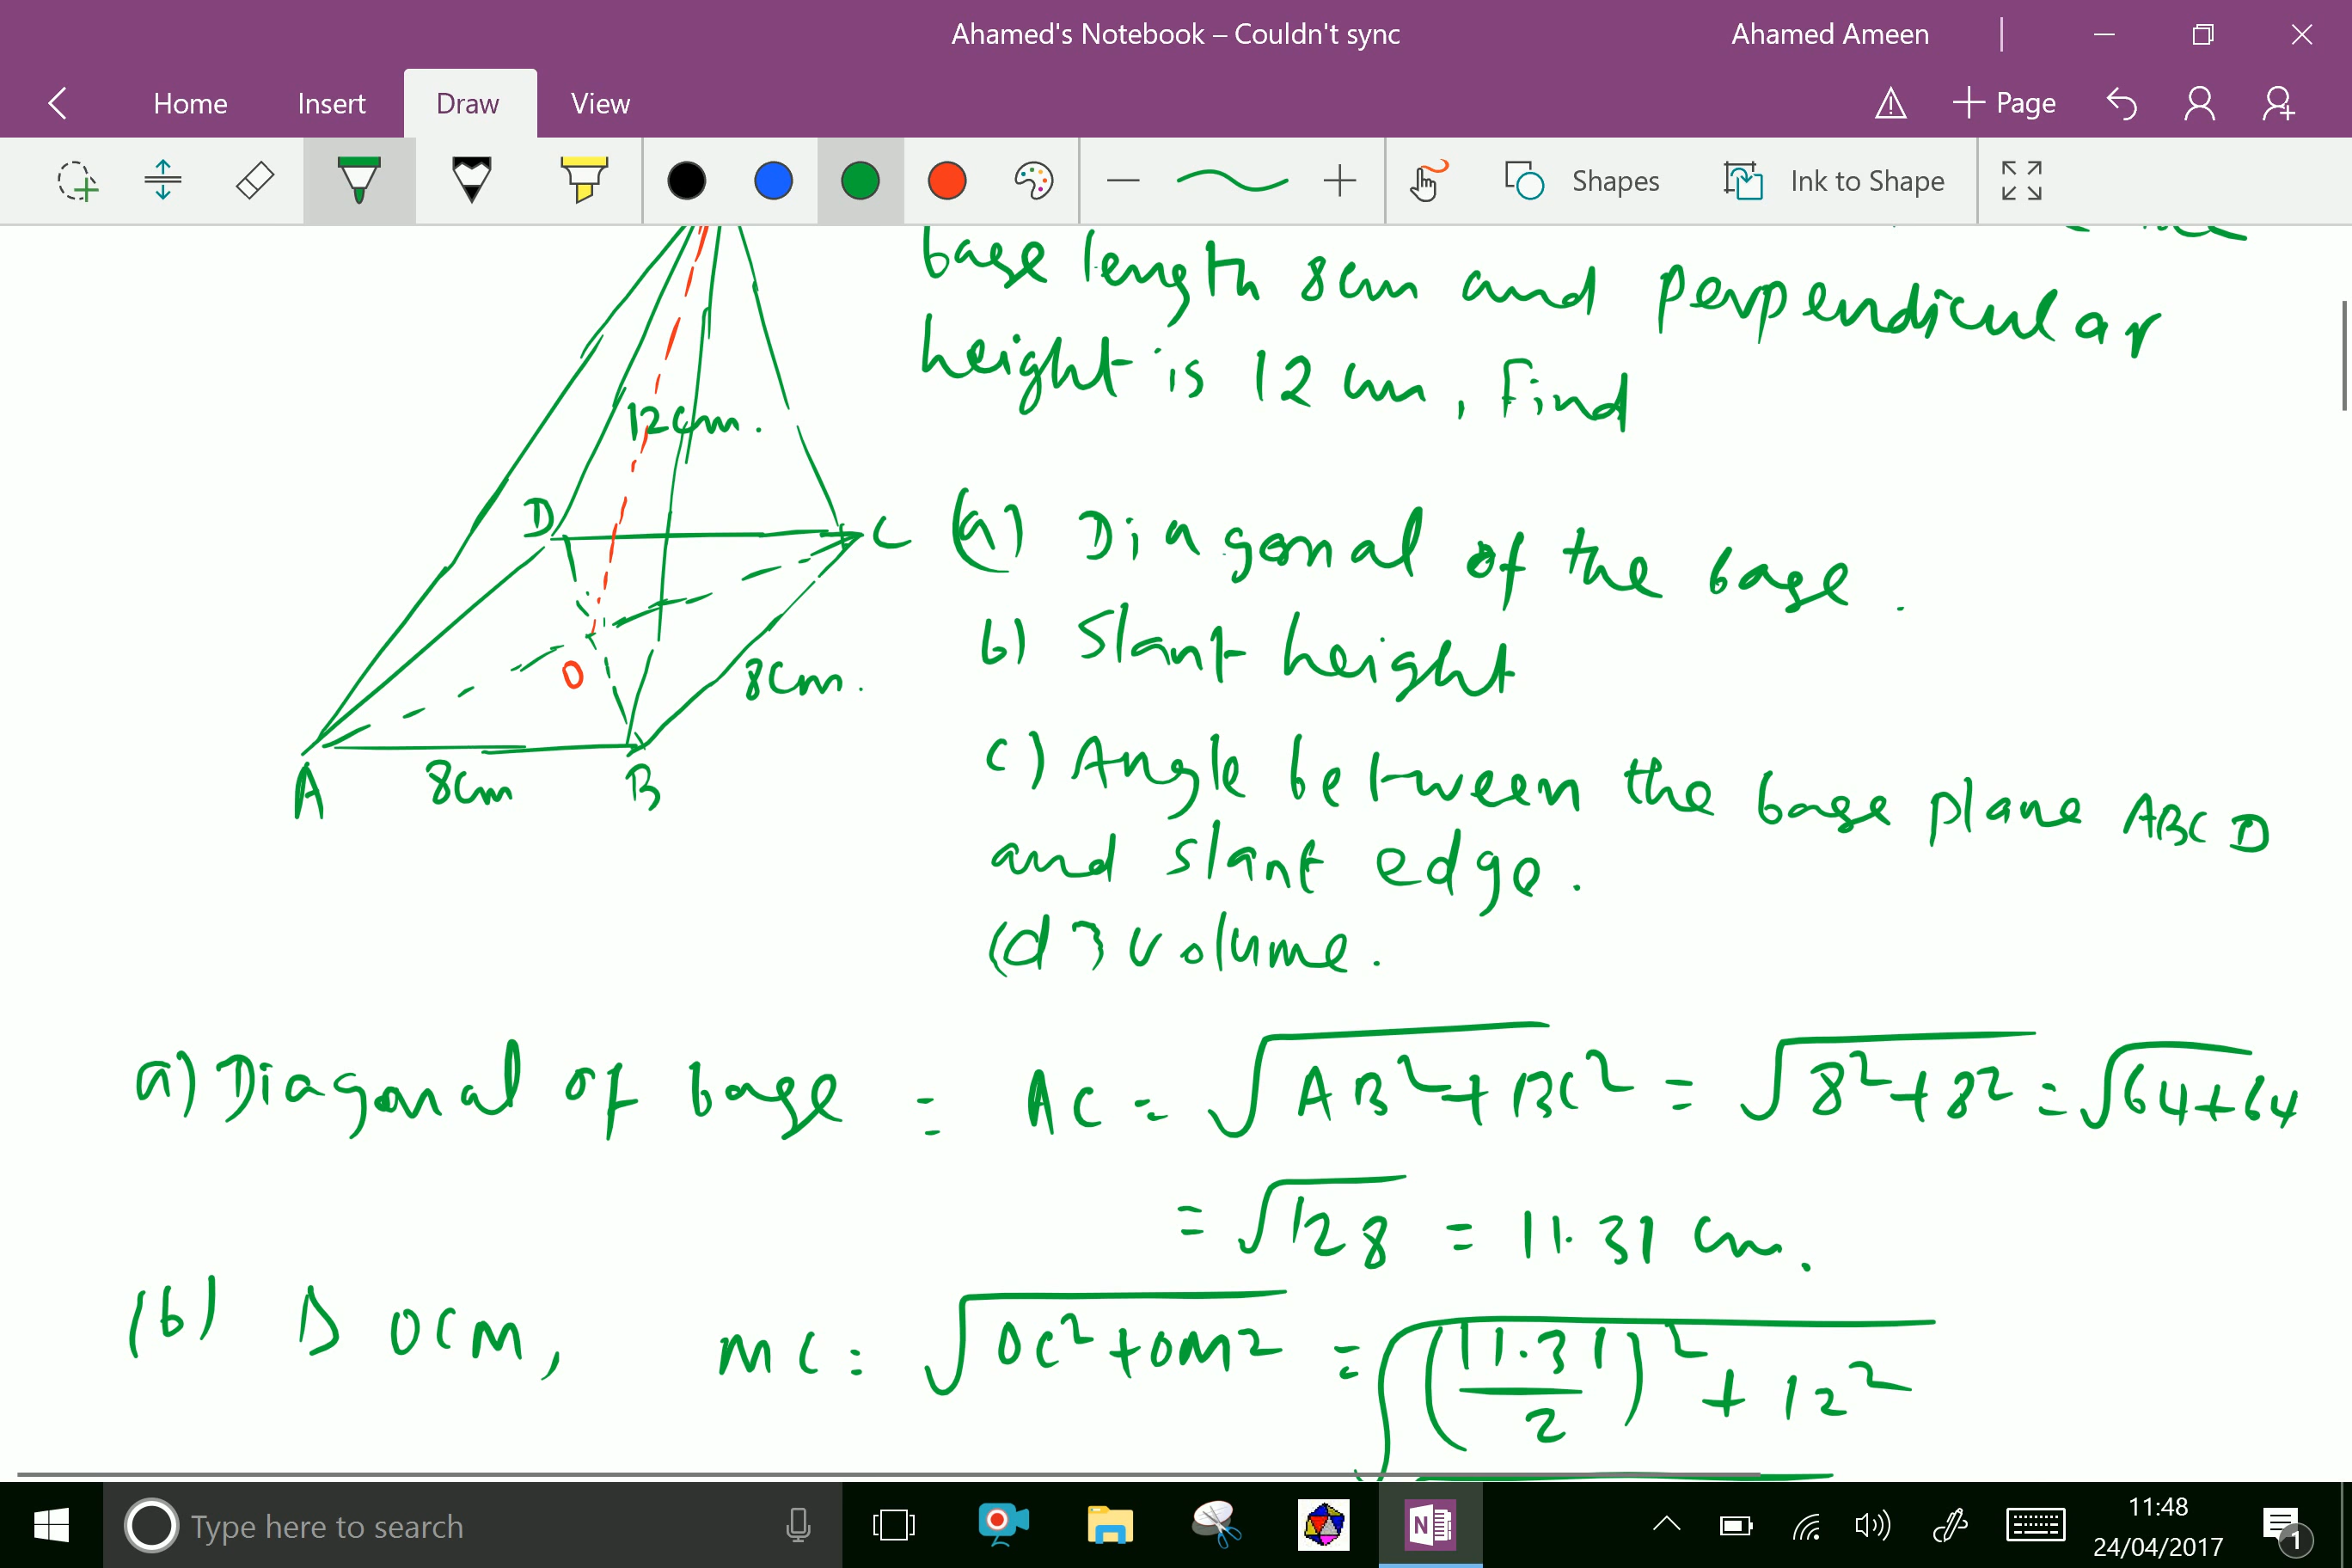 Ahamed's Notebook – Couldn't sync
Ahamed Ameen
Home Insert Draw View
Page
Shapes
Ink to Shape
base length 8cm and perpendicular
height is 12 cm, Find
12cm.
D
C
O
8cm.
A
8cm
B
(a) Diagonal of the base.
b) Slant height
c) Angle between the base plane ABCD
and slant edge.
(d) volume.
a) Diagonal of base = AC = √AB²+BC² = √8²+8² = √64+64
= √128 = 11.31 cm.
(b) Δ OCM, MC = √OC²+OM² = √(11.31/2)²+12²
Type here to search
N
11:48
24/04/2017
1